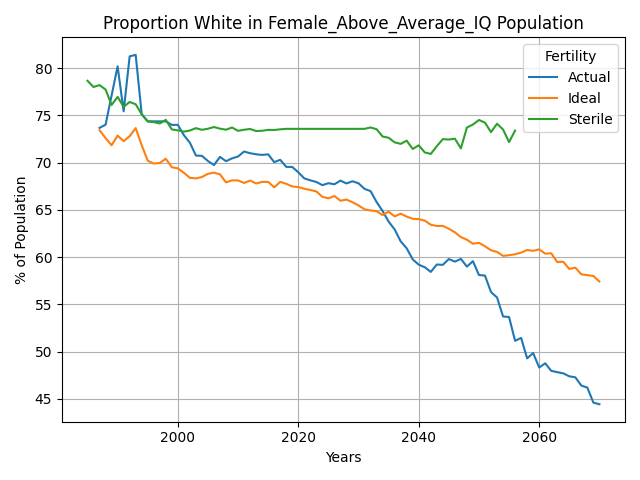 Proportion White in Female_Above_Average_IQ Population
Fertility
Actual
Ideal
Sterile
% of Population
80
75
70
65
60
55
50
45
2000
2020
2040
2060
Years